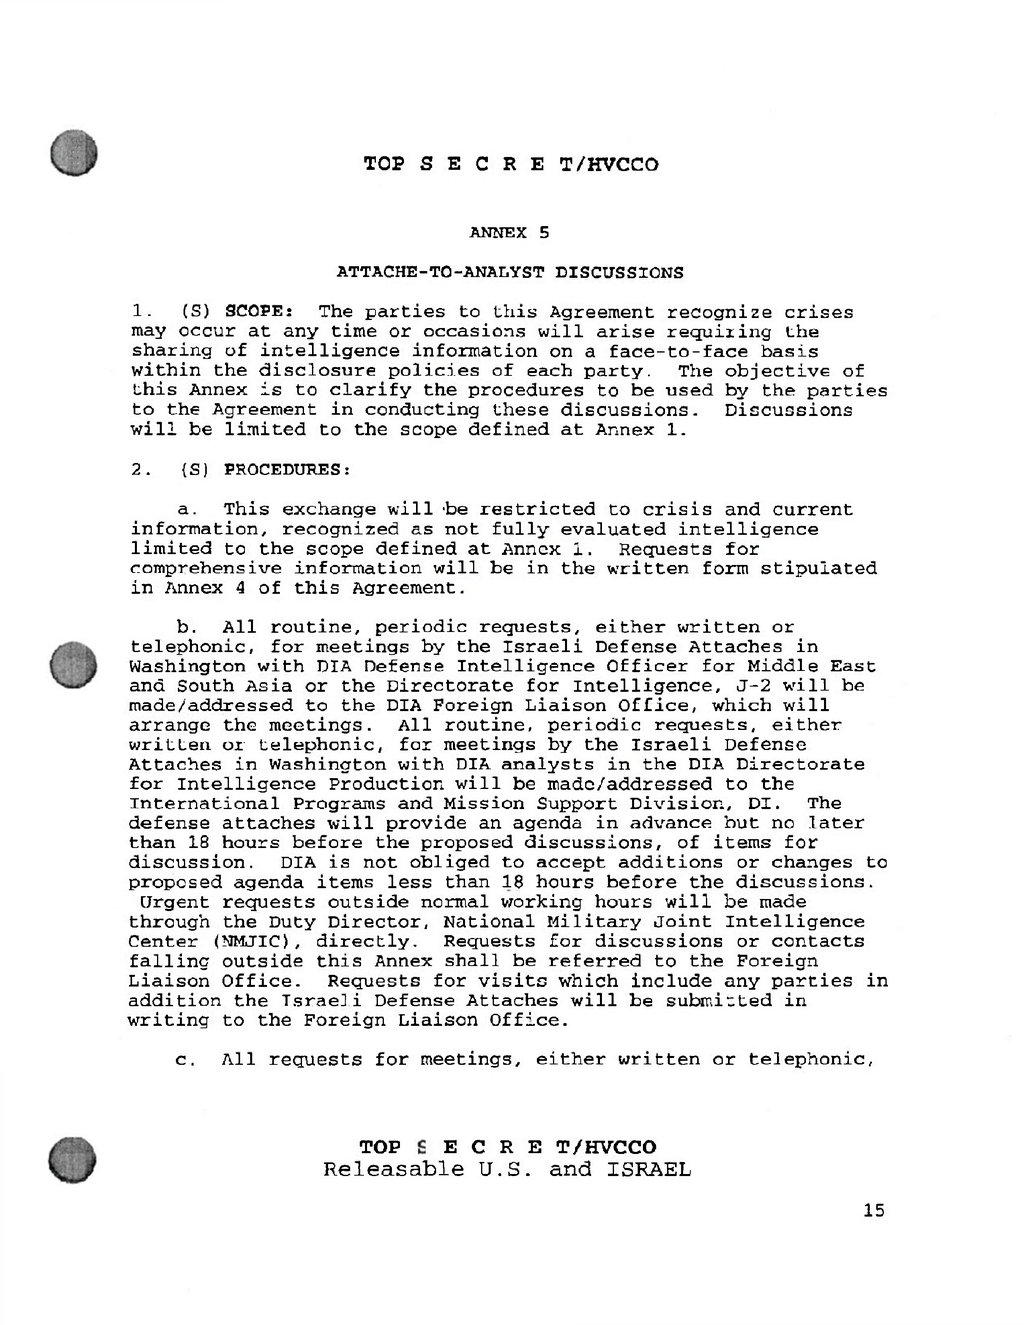 TOP S E C R E T/HVCCO
ANNEX 5
ATTACHE-TO-ANALYST DISCUSSIONS
1. (S) SCOPE: The parties to this Agreement recognize crises
may occur at any time or occasions will arise requiring the
sharing of intelligence information on a face-to-face basis
within the disclosure policies of each party. The objective of
this Annex is to clarify the procedures to be used by the parties
to the Agreement in conducting these discussions. Discussions
will be limited to the scope defined at Annex 1.
2. (S) PROCEDURES:
a. This exchange will be restricted to crisis and current
information, recognized as not fully evaluated intelligence
limited to the scope defined at Annex 1. Requests for
comprehensive information will be in the written form stipulated
in Annex 4 of this Agreement.
b. All routine, periodic requests, either written or
telephonic, for meetings by the Israeli Defense Attaches in
Washington with DIA Defense Intelligence Officer for Middle East
and South Asia or the Directorate for Intelligence, J-2 will be
made/addressed to the DIA Foreign Liaison Office, which will
arrange the meetings. All routine, periodic requests, either
written or telephonic, for meetings by the Israeli Defense
Attaches in Washington with DIA analysts in the DIA Directorate
for Intelligence Production will be made/addressed to the
International Programs and Mission Support Division, DI. The
defense attaches will provide an agenda in advance but no later
than 18 hours before the proposed discussions, of items for
discussion. DIA is not obliged to accept additions or changes to
proposed agenda items less than 18 hours before the discussions.
Urgent requests outside normal working hours will be made
through the Duty Director, National Military Joint Intelligence
Center (NMJIC), directly. Requests for discussions or contacts
falling outside this Annex shall be referred to the Foreign
Liaison Office. Requests for visits which include any parties in
addition the Israeli Defense Attaches will be submitted in
writing to the Foreign Liaison Office.
c. All requests for meetings, either written or telephonic,
TOP S E C R E T/HVCCO
Releasable U.S. and ISRAEL
15